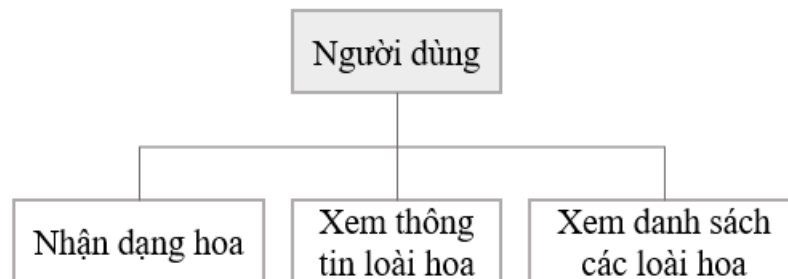 Người dùng
Nhận dạng hoa
Xem thông
tin loài hoa
Xem danh sách
các loài hoa